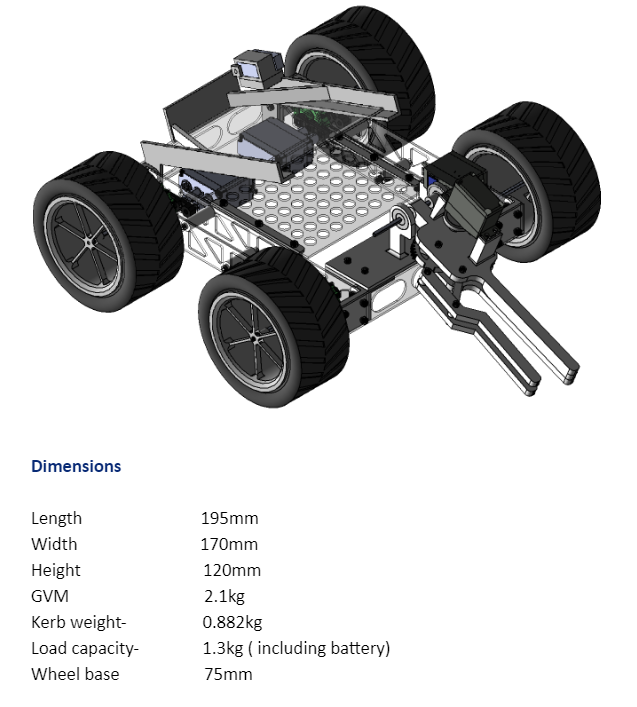 Dimensions
Length 195mm
Width 170mm
Height 120mm
GVM 2.1kg
Kerb weight- 0.882kg
Load capacity- 1.3kg ( including battery)
Wheel base 75mm